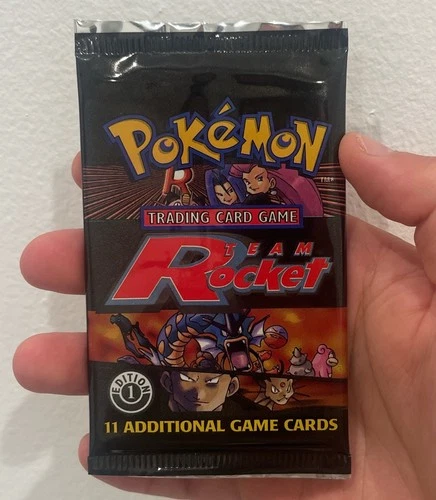 POKéMON
R
TRADING CARD GAME
TEAM
Rocket
EDITION
1
11 ADDITIONAL GAME CARDS